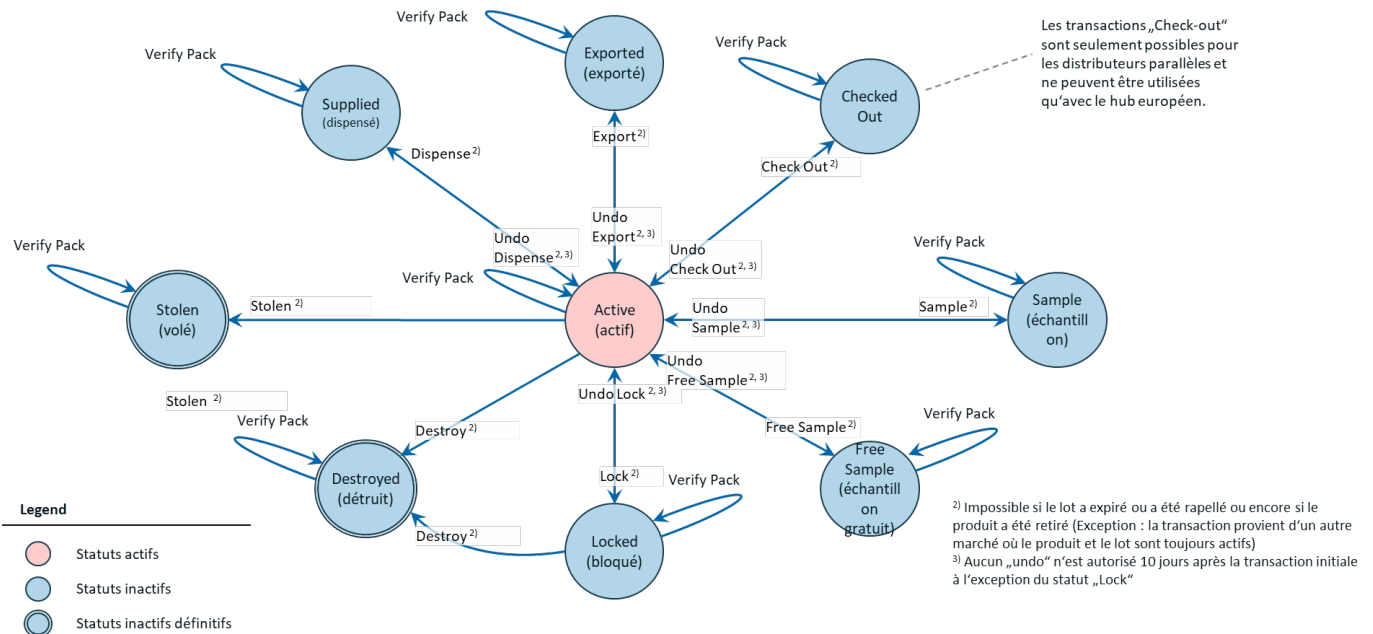 Verify Pack
Exported
(exporté)
Verify Pack
Supplied
(dispensé)
Verify Pack
Checked
Out
Les transactions „Check-out“
sont seulement possibles pour
les distributeurs parallèles et
ne peuvent être utilisées
qu‘avec le hub européen.
Export 2)
Dispense 2)
Check Out 2)
Undo
Export 2, 3)
Undo
Dispense 2, 3)
Undo
Check Out 2, 3)
Verify Pack
Stolen
(volé)
Stolen 2)
Verify Pack
Active
(actif)
Undo
Sample 2, 3)
Sample 2)
Verify Pack
Sample
(échantill
on)
Undo
Free Sample 2, 3)
Undo Lock 2, 3)
Stolen 2)
Verify Pack
Destroy 2)
Destroyed
(détruit)
Free Sample 2)
Verify Pack
Free
Sample
(échantill
on
gratuit)
Lock 2)
Verify Pack
Destroy 2)
Locked
(bloqué)
Legend
Statuts actifs
Statuts inactifs
Statuts inactifs définitifs
2) Impossible si le lot a expiré ou a été rapellé ou encore si le
produit a été retiré (Exception : la transaction provient d‘un autre
marché où le produit et le lot sont toujours actifs)
3) Aucun „undo“ n‘est autorisé 10 jours après la transaction initiale
à l‘exception du statut „Lock“